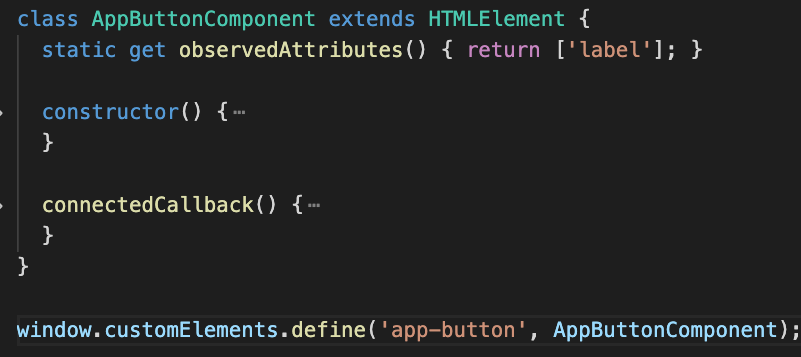 class AppButtonComponent extends HTMLElement {
static get observedAttributes() { return ['label']; }
constructor() {⋯
}
connectedCallback() {⋯
}
}
window.customElements.define('app-button', AppButtonComponent);